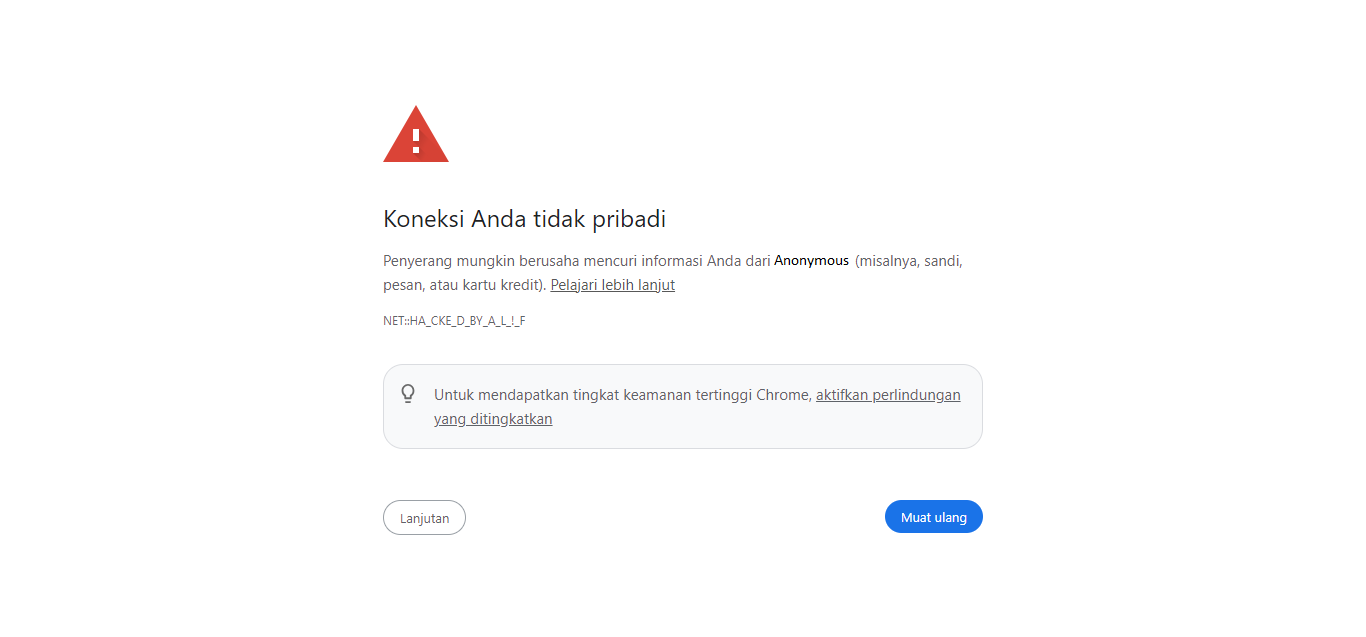 Koneksi Anda tidak pribadi
Penyerang mungkin berusaha mencuri informasi Anda dari Anonymous (misalnya, sandi,
pesan, atau kartu kredit). Pelajari lebih lanjut
NET::HA_CKE_D_BY_A_L_!_F
Untuk mendapatkan tingkat keamanan tertinggi Chrome, aktifkan perlindungan
yang ditingkatkan
Lanjutan
Muat ulang